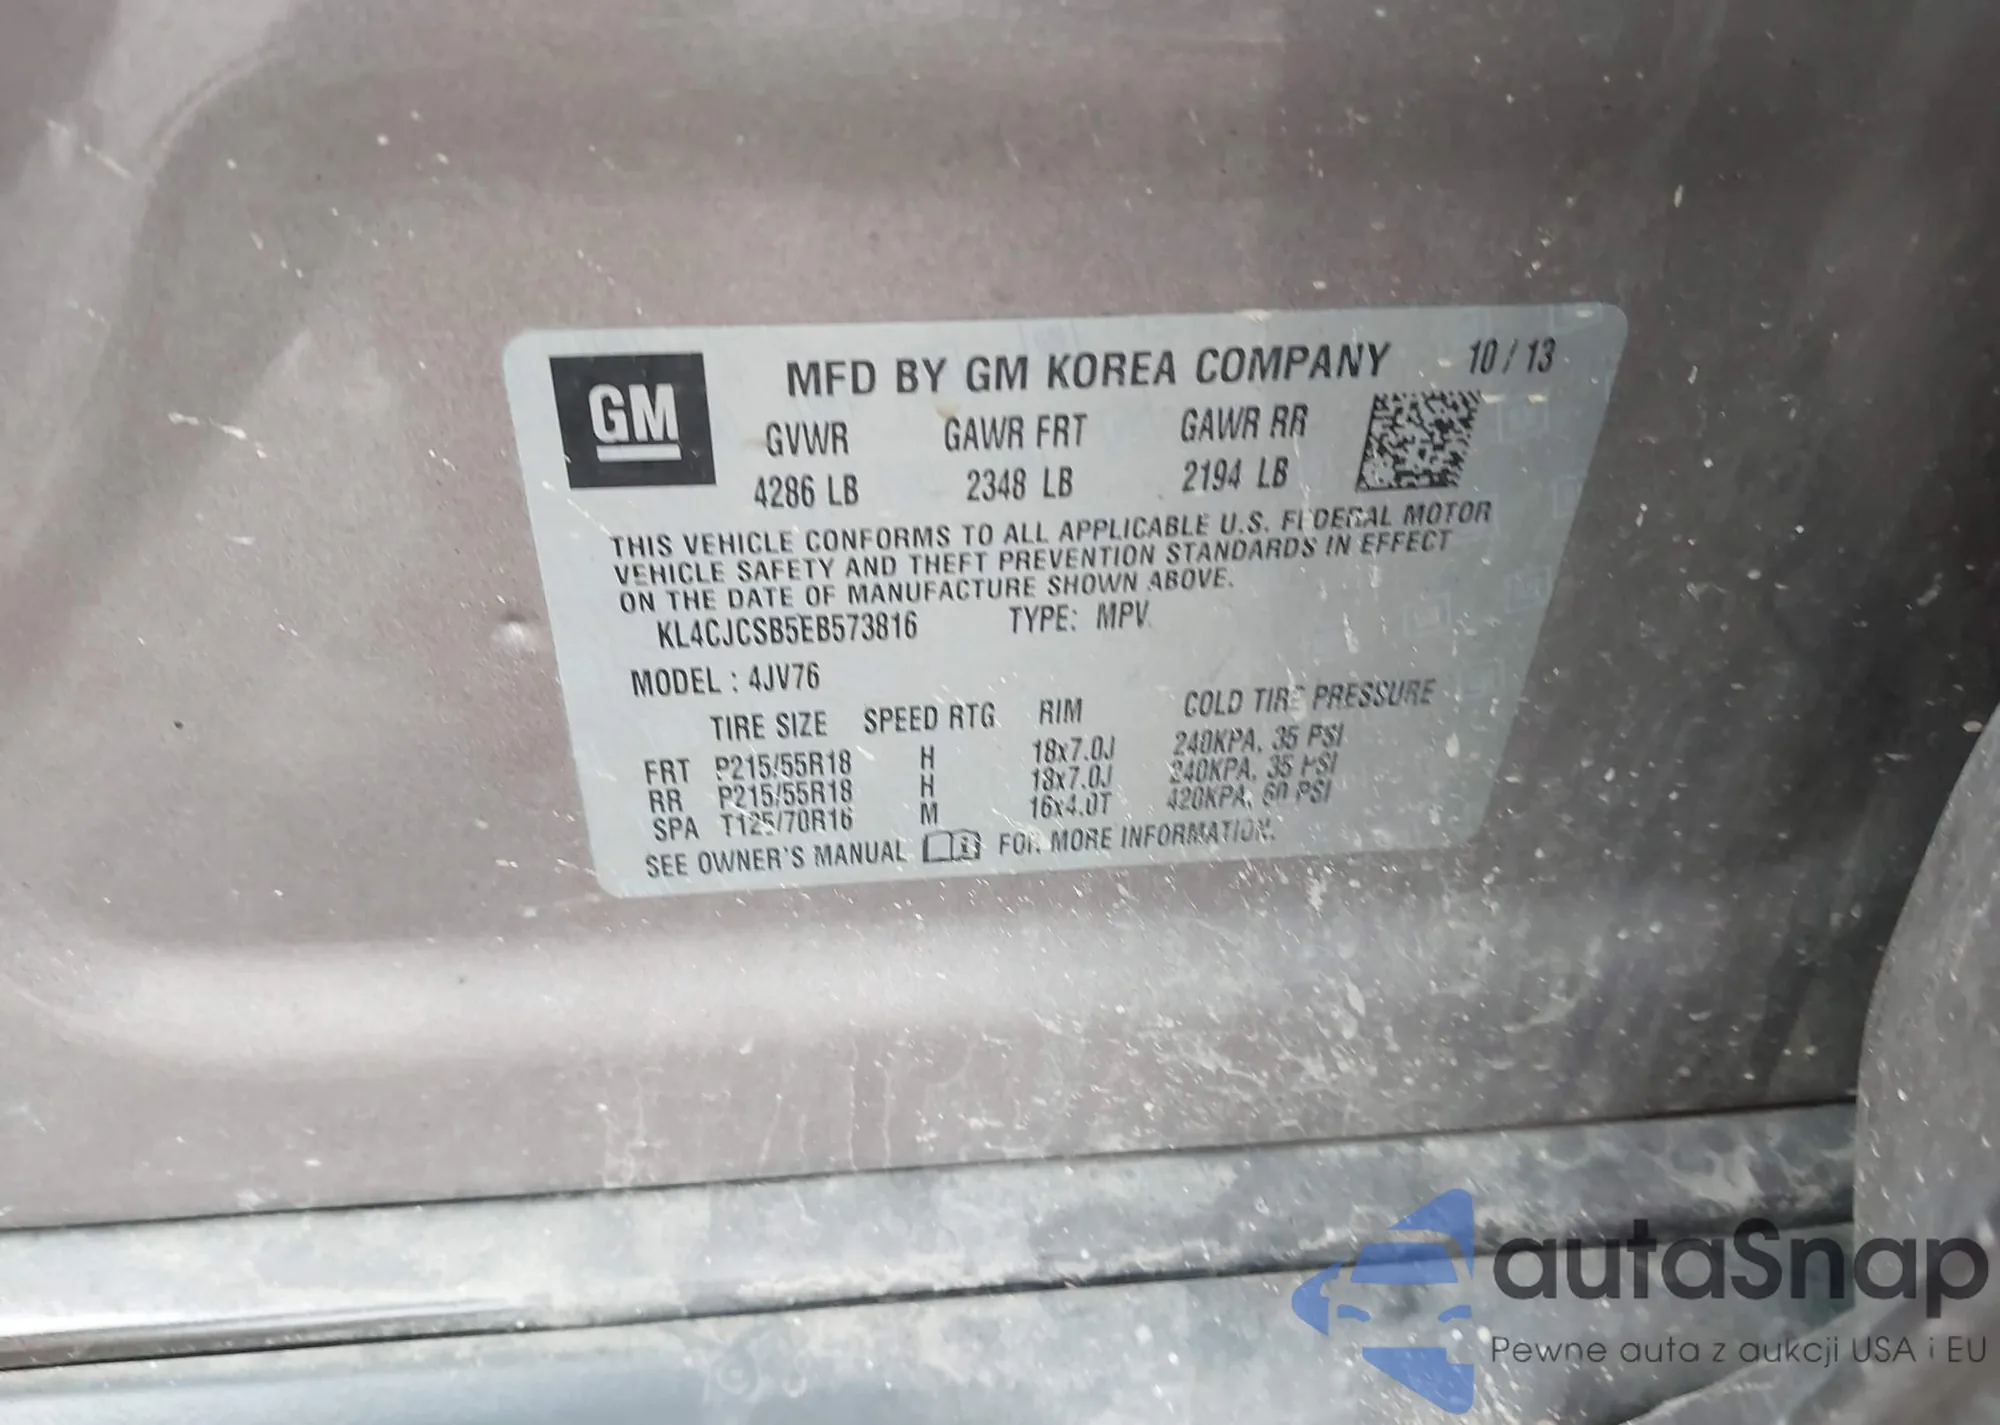 GM
MFD BY GM KOREA COMPANY 10 / 13
GVWR GAWR FRT GAWR RR
4286 LB 2348 LB 2194 LB
THIS VEHICLE CONFORMS TO ALL APPLICABLE U.S. FEDERAL MOTOR
VEHICLE SAFETY AND THEFT PREVENTION STANDARDS IN EFFECT
ON THE DATE OF MANUFACTURE SHOWN ABOVE.
KL4CJCSB5EB573816 TYPE: MPV
MODEL : 4JV76
TIRE SIZE SPEED RTG RIM COLD TIRE PRESSURE
FRT P215/55R18 H 18x7.0J 240KPA, 35 PSI
RR P215/55R18 H 18x7.0J 240KPA, 35 PSI
SPA T125/70R16 M 16x4.0T 420KPA, 60 PSI
SEE OWNER'S MANUAL FOR MORE INFORMATION.
autaSnap
Pewne auta z aukcji USA i EU